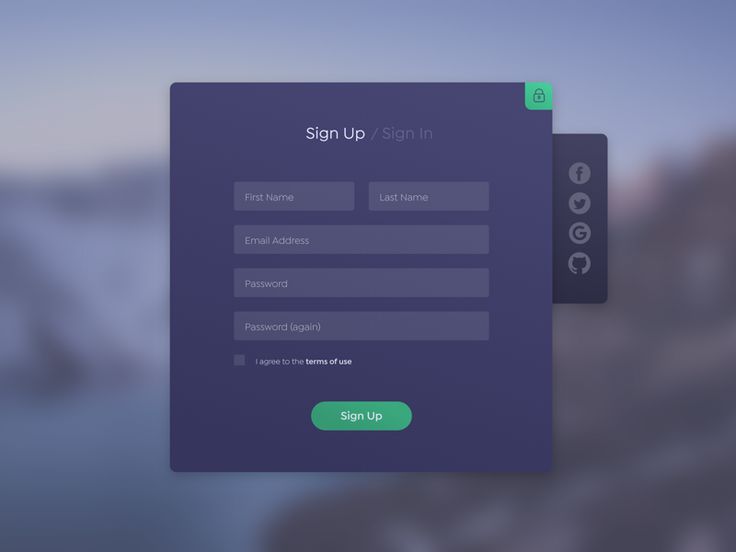 Sign Up / Sign In
First Name Last Name
Email Address
Password
Password (again)
I agree to the terms of use
Sign Up